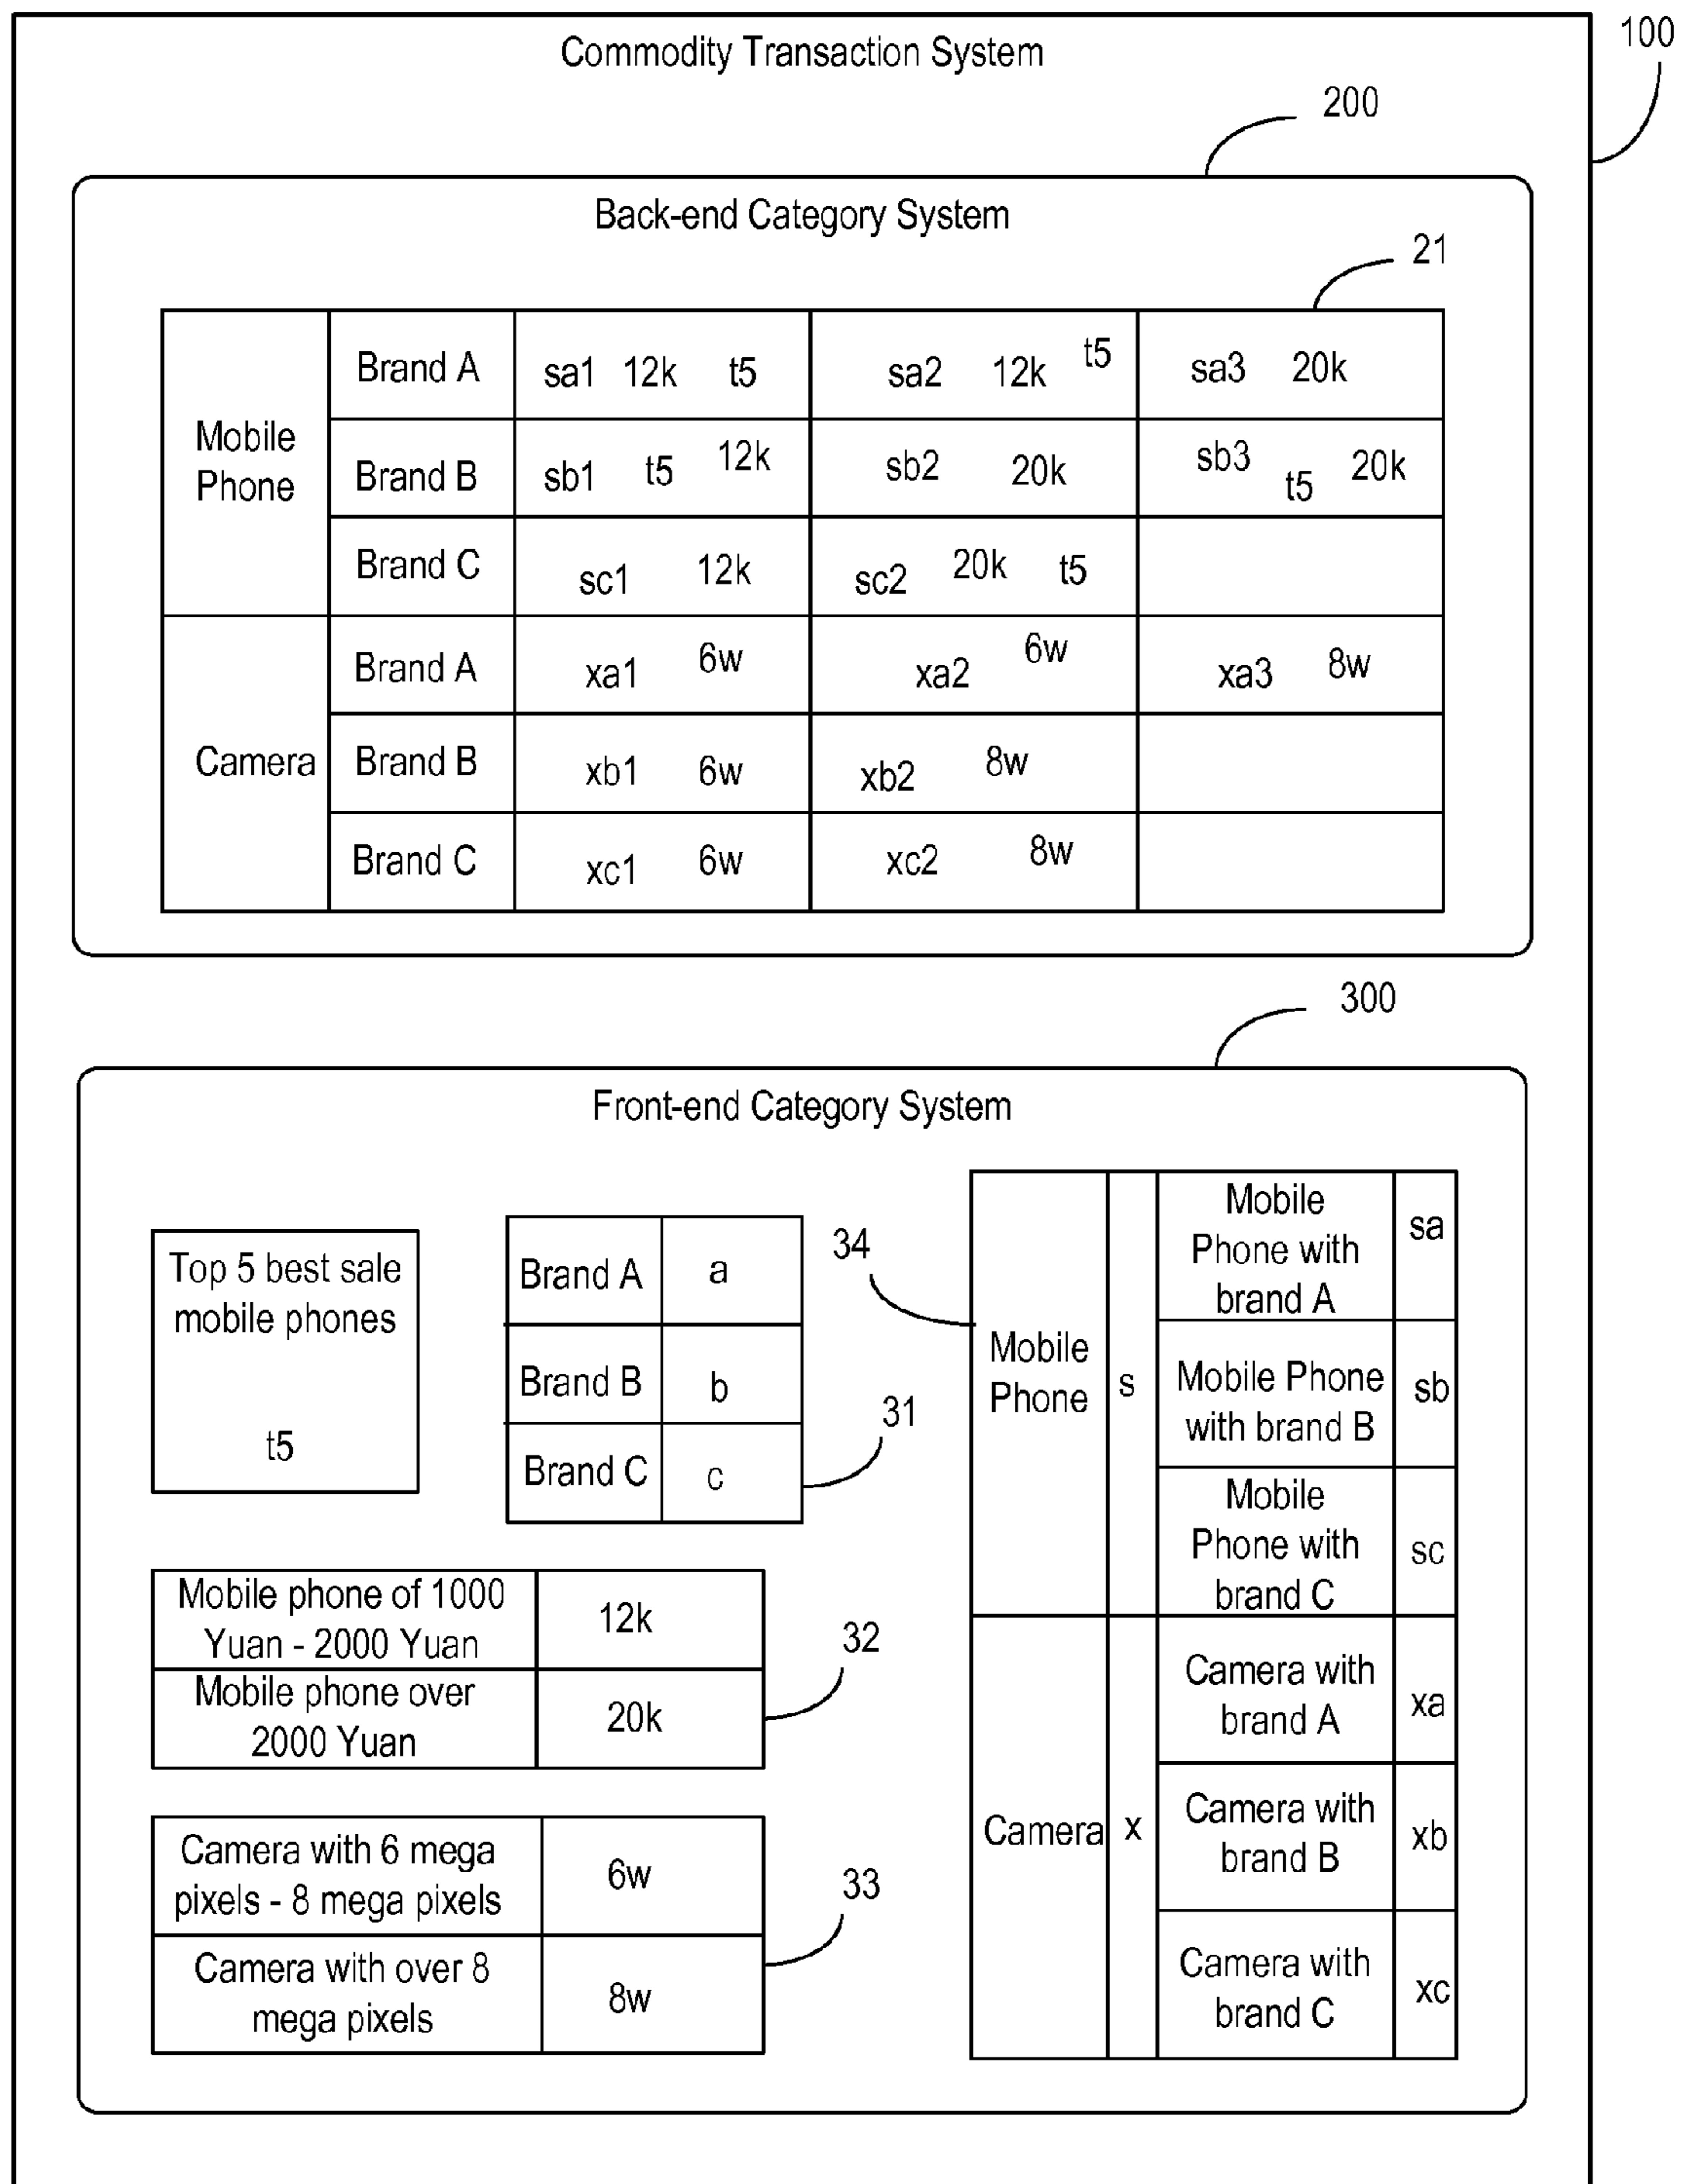 100
Commodity Transaction System
200
Back-end Category System
21
Mobile
Phone
Brand A
sa1 12k t5
sa2 12k t5
sa3 20k
Brand B
sb1 t5 12k
sb2 20k
sb3 t5 20k
Brand C
sc1 12k
sc2 20k t5
Camera
Brand A
xa1 6w
xa2 6w
xa3 8w
Brand B
xb1 6w
xb2 8w
Brand C
xc1 6w
xc2 8w
300
Front-end Category System
Top 5 best sale
mobile phones
t5
Brand A a
Brand B b
Brand C c
31
Mobile phone of 1000
Yuan - 2000 Yuan
12k
Mobile phone over
2000 Yuan
20k
32
Camera with 6 mega
pixels - 8 mega pixels
6w
Camera with over 8
mega pixels
8w
33
34
Mobile
Phone
s
Mobile
Phone with
brand A
sa
Mobile Phone
with brand B
sb
Mobile
Phone with
brand C
sc
Camera
x
Camera with
brand A
xa
Camera with
brand B
xb
Camera with
brand C
xc